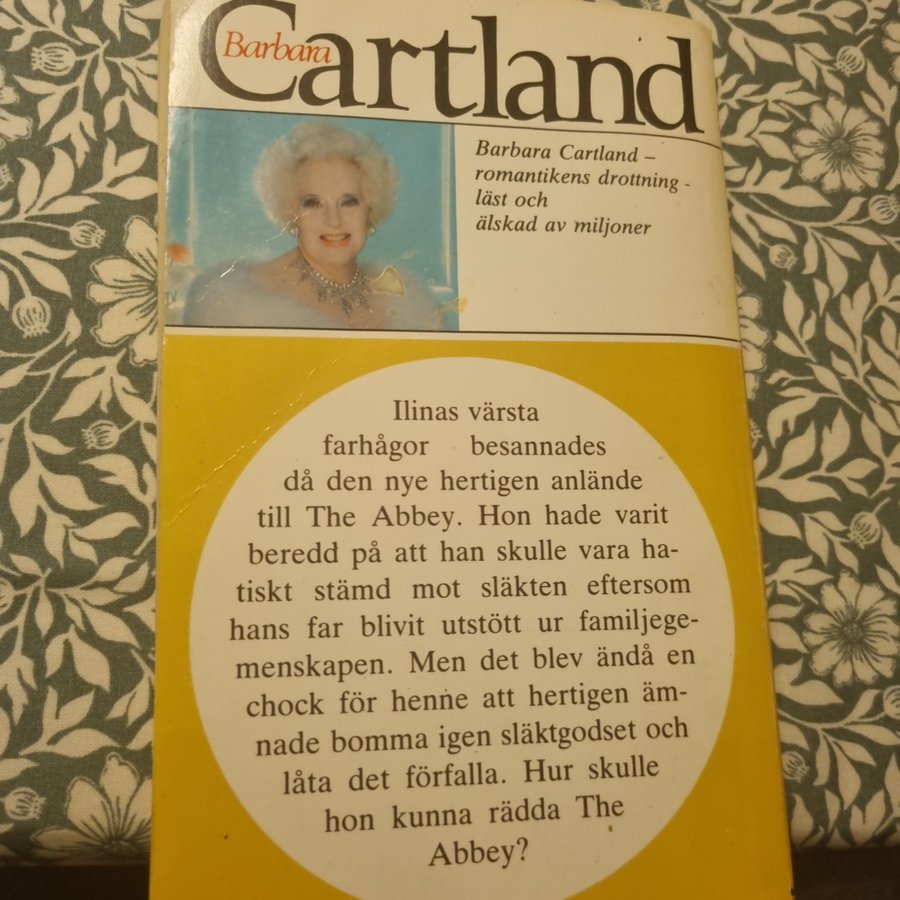 Barbara
Cartland
Barbara Cartland –
romantikens drottning -
läst och
älskad av miljoner
Ilinas värsta
farhågor besannades
då den nye hertigen anlände
till The Abbey. Hon hade varit
beredd på att han skulle vara ha-
tiskt stämd mot släkten eftersom
hans far blivit utstött ur familjege-
menskapen. Men det blev ändå en
chock för henne att hertigen äm-
nade bomma igen släktgodset och
låta det förfalla. Hur skulle
hon kunna rädda The
Abbey?